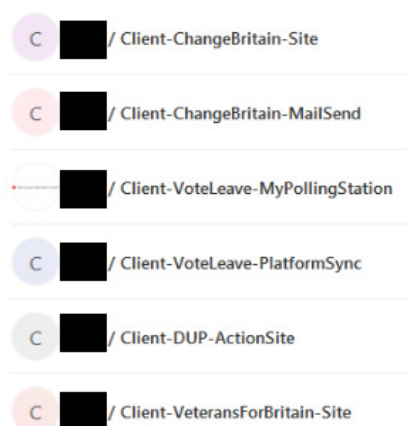 C / Client-ChangeBritain-Site
C / Client-ChangeBritain-MailSend
/ Client-VoteLeave-MyPollingStation
C / Client-VoteLeave-PlatformSync
C / Client-DUP-ActionSite
C / Client-VeteransForBritain-Site